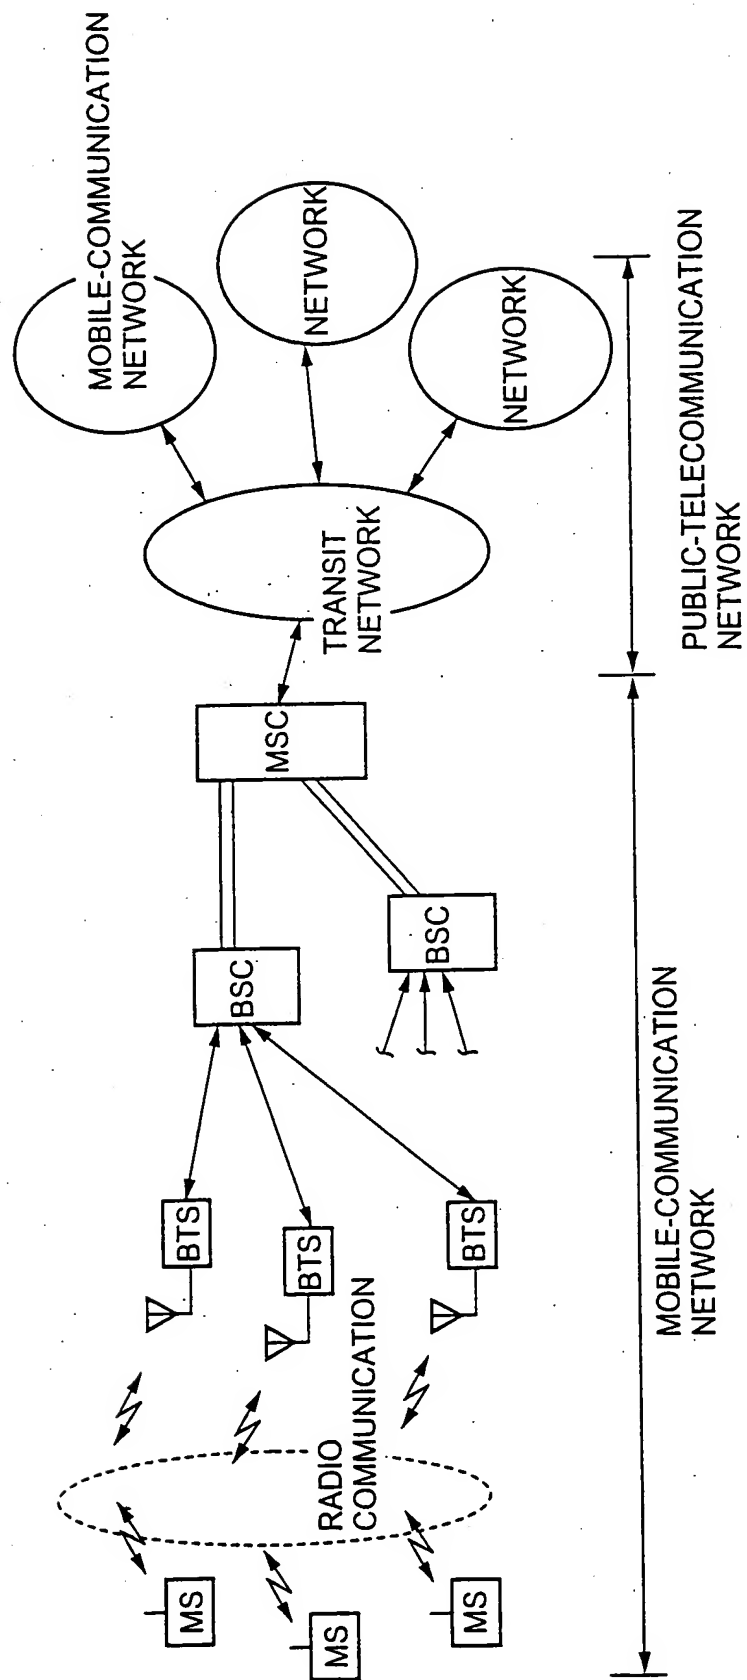 MS
MS
MS
RADIO
COMMUNICATION
BTS
BTS
BTS
BSC
BSC
MSC
TRANSIT
NETWORK
MOBILE-COMMUNICATION
NETWORK
NETWORK
NETWORK
MOBILE-COMMUNICATION
NETWORK
PUBLIC-TELECOMMUNICATION
NETWORK